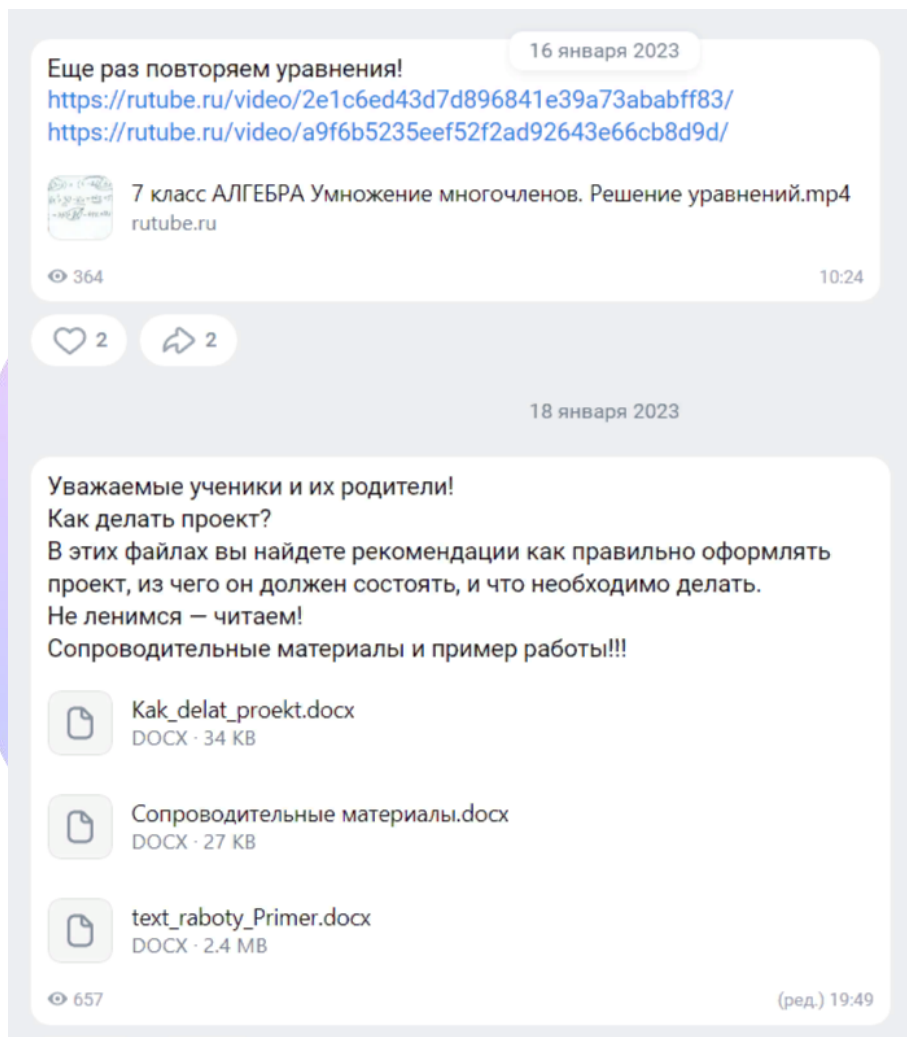 16 января 2023
Еще раз повторяем уравнения!
https://rutube.ru/video/2e1c6ed43d7d896841e39a73ababff83/
https://rutube.ru/video/a9f6b5235eef52f2ad92643e66cb8d9d/
7 класс АЛГЕБРА Умножение многочленов. Решение уравнений.mp4
rutube.ru
364 10:24
2 2
18 января 2023
Уважаемые ученики и их родители!
Как делать проект?
В этих файлах вы найдете рекомендации как правильно оформлять
проект, из чего он должен состоять, и что необходимо делать.
Не ленимся — читаем!
Сопроводительные материалы и пример работы!!!
Kak_delat_proekt.docx
DOCX · 34 KB
Сопроводительные материалы.docx
DOCX · 27 KB
text_raboty_Primer.docx
DOCX · 2.4 MB
657 (ред.) 19:49